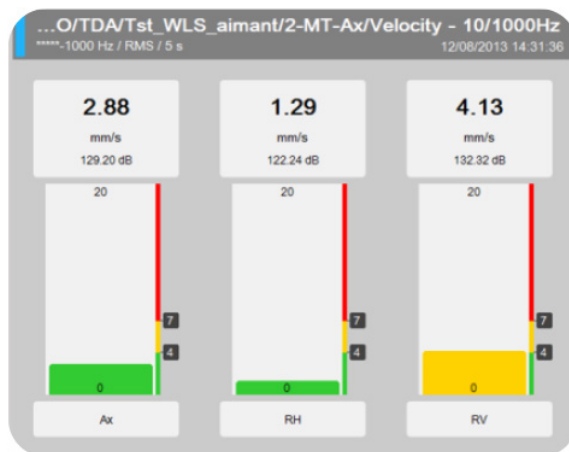 ...O/TDA/Tst_WLS_aimant/2-MT-Ax/Velocity - 10/1000Hz
*****-1000 Hz / RMS / 5 s 12/08/2013 14:31:36
2.88 1.29 4.13
mm/s mm/s mm/s
129.20 dB 122.24 dB 132.32 dB
20 20 20
7 7 7
4 4 4
0 0 0
Ax RH RV